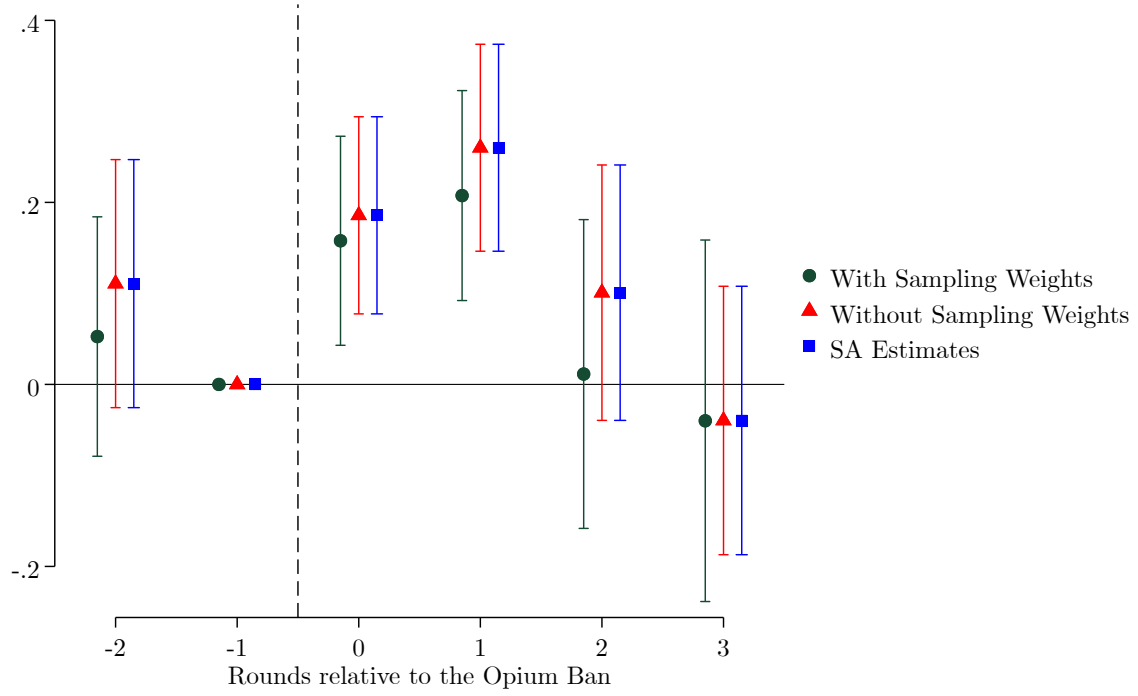 .4
.2
0
-.2
-2 -1 0 1 2 3
Rounds relative to the Opium Ban
With Sampling Weights
Without Sampling Weights
SA Estimates